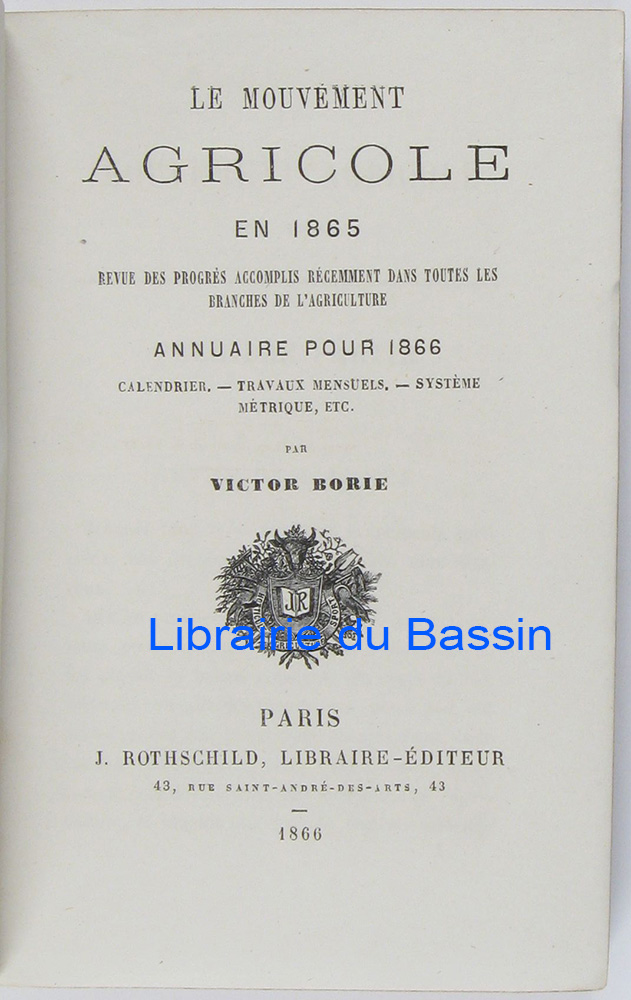 LE MOUVEMENT
AGRICOLE
EN 1865
REVUE DES PROGRÈS ACCOMPLIS RÉCEMMENT DANS TOUTES LES
BRANCHES DE L'AGRICULTURE
ANNUAIRE POUR 1866
CALENDRIER. — TRAVAUX MENSUELS. — SYSTÈME
MÉTRIQUE, ETC.
PAR
VICTOR BORIE
JR
Librairie du Bassin
PARIS
J. ROTHSCHILD, LIBRAIRE-ÉDITEUR
43, RUE SAINT-ANDRÉ-DES-ARTS, 43
1866